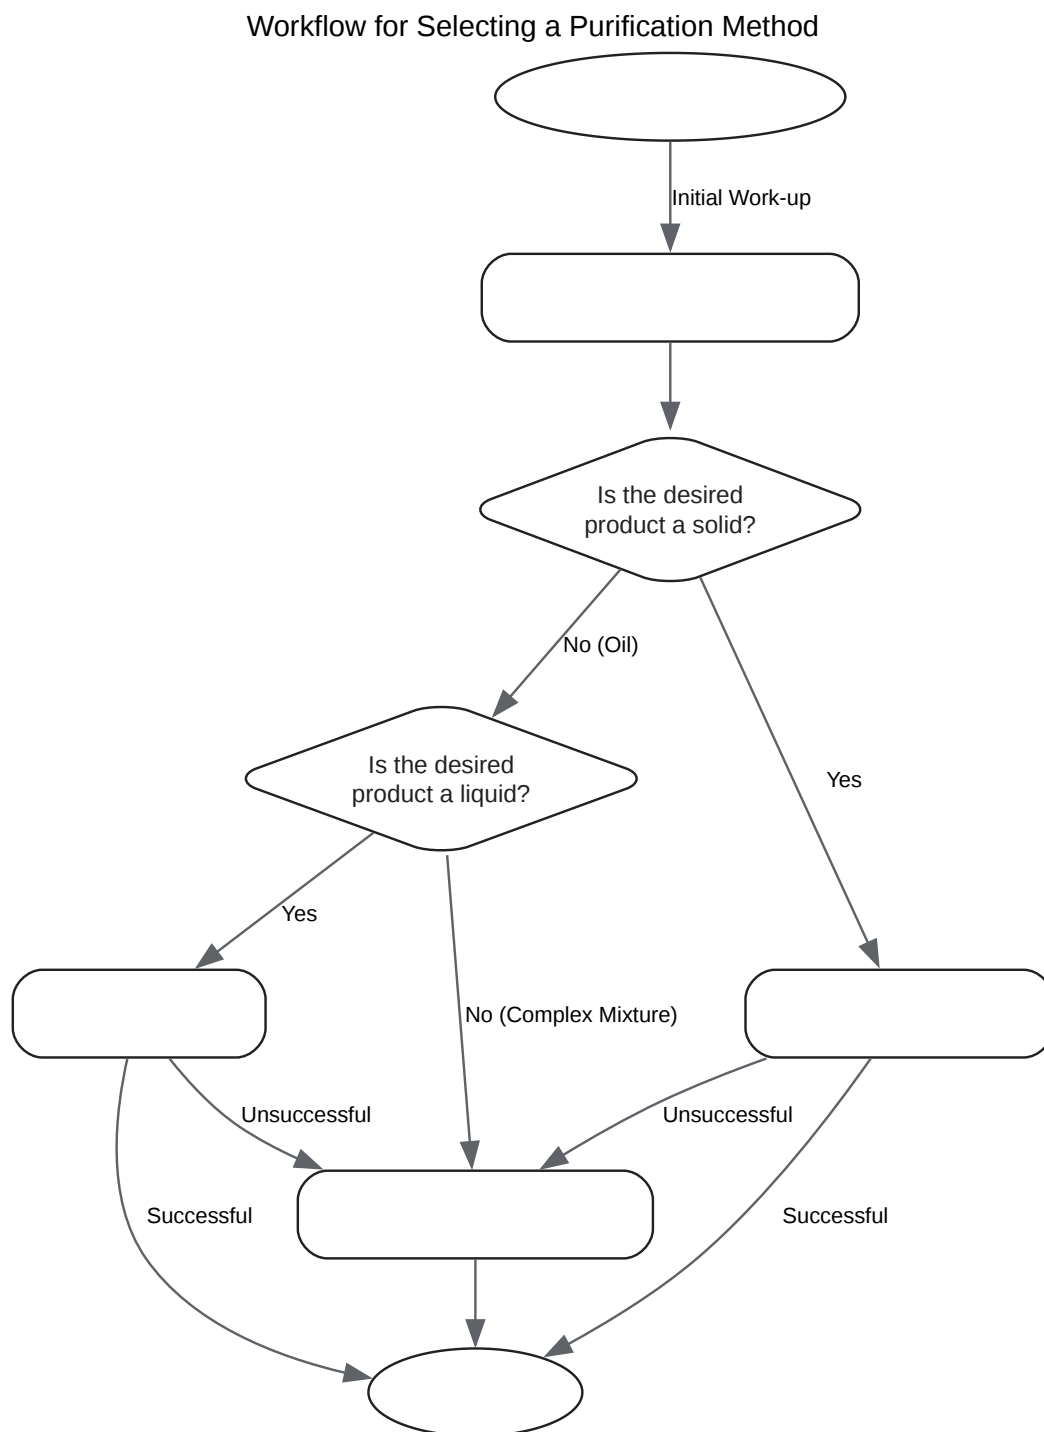 Workflow for Selecting a Purification Method
Initial Work-up
Is the desired
product a solid?
No (Oil)
Is the desired
product a liquid?
Yes
Yes
No (Complex Mixture)
Unsuccessful
Unsuccessful
Successful
Successful